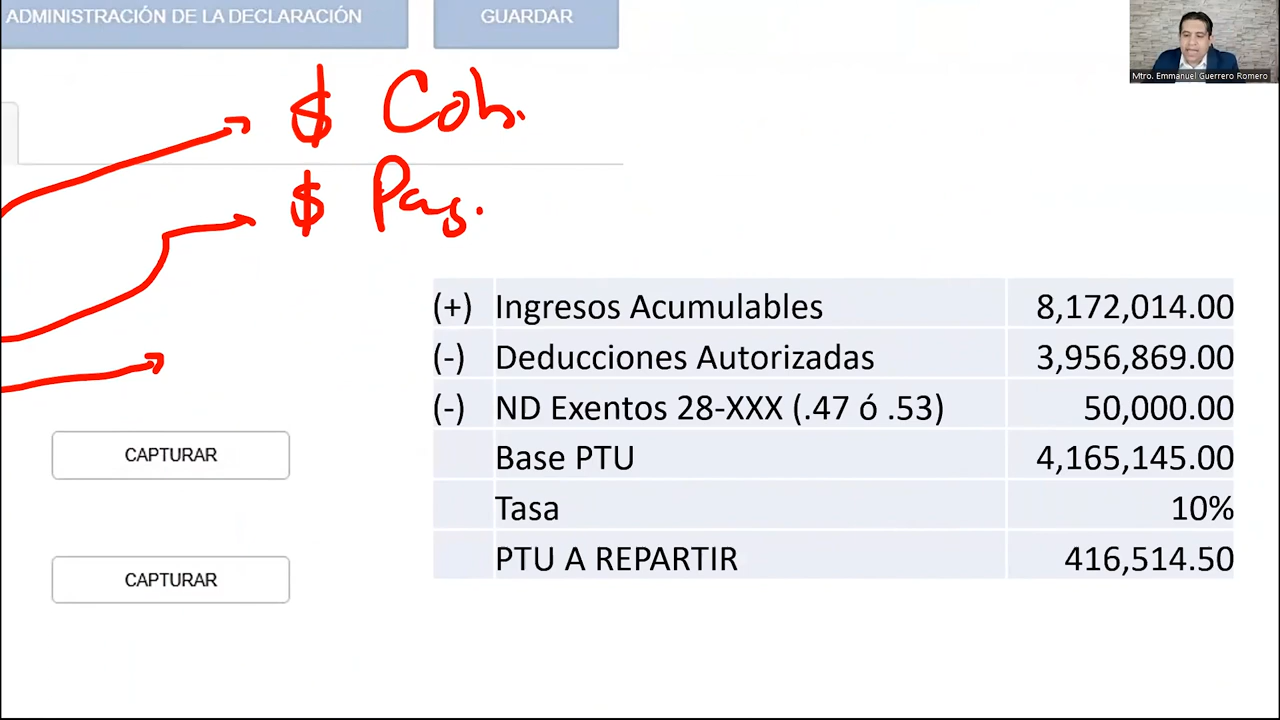 ADMINISTRACIÓN DE LA DECLARACIÓN
GUARDAR
Mtro. Emmanuel Guerrero Romero
$ Cob.
$ Pag.
(+) Ingresos Acumulables 8,172,014.00
(-) Deducciones Autorizadas 3,956,869.00
(-) ND Exentos 28-XXX (.47 ó .53) 50,000.00
Base PTU 4,165,145.00
Tasa 10%
PTU A REPARTIR 416,514.50
CAPTURAR
CAPTURAR